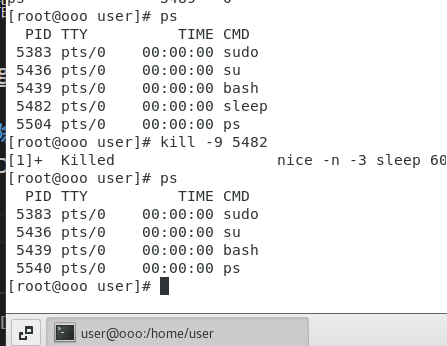 [root@ooo user]# ps
  PID TTY          TIME CMD
 5383 pts/0    00:00:00 sudo
 5436 pts/0    00:00:00 su
 5439 pts/0    00:00:00 bash
 5482 pts/0    00:00:00 sleep
 5504 pts/0    00:00:00 ps
[root@ooo user]# kill -9 5482
[1]+  Killed                  nice -n -3 sleep 60
[root@ooo user]# ps
  PID TTY          TIME CMD
 5383 pts/0    00:00:00 sudo
 5436 pts/0    00:00:00 su
 5439 pts/0    00:00:00 bash
 5540 pts/0    00:00:00 ps
[root@ooo user]#
user@ooo:/home/user